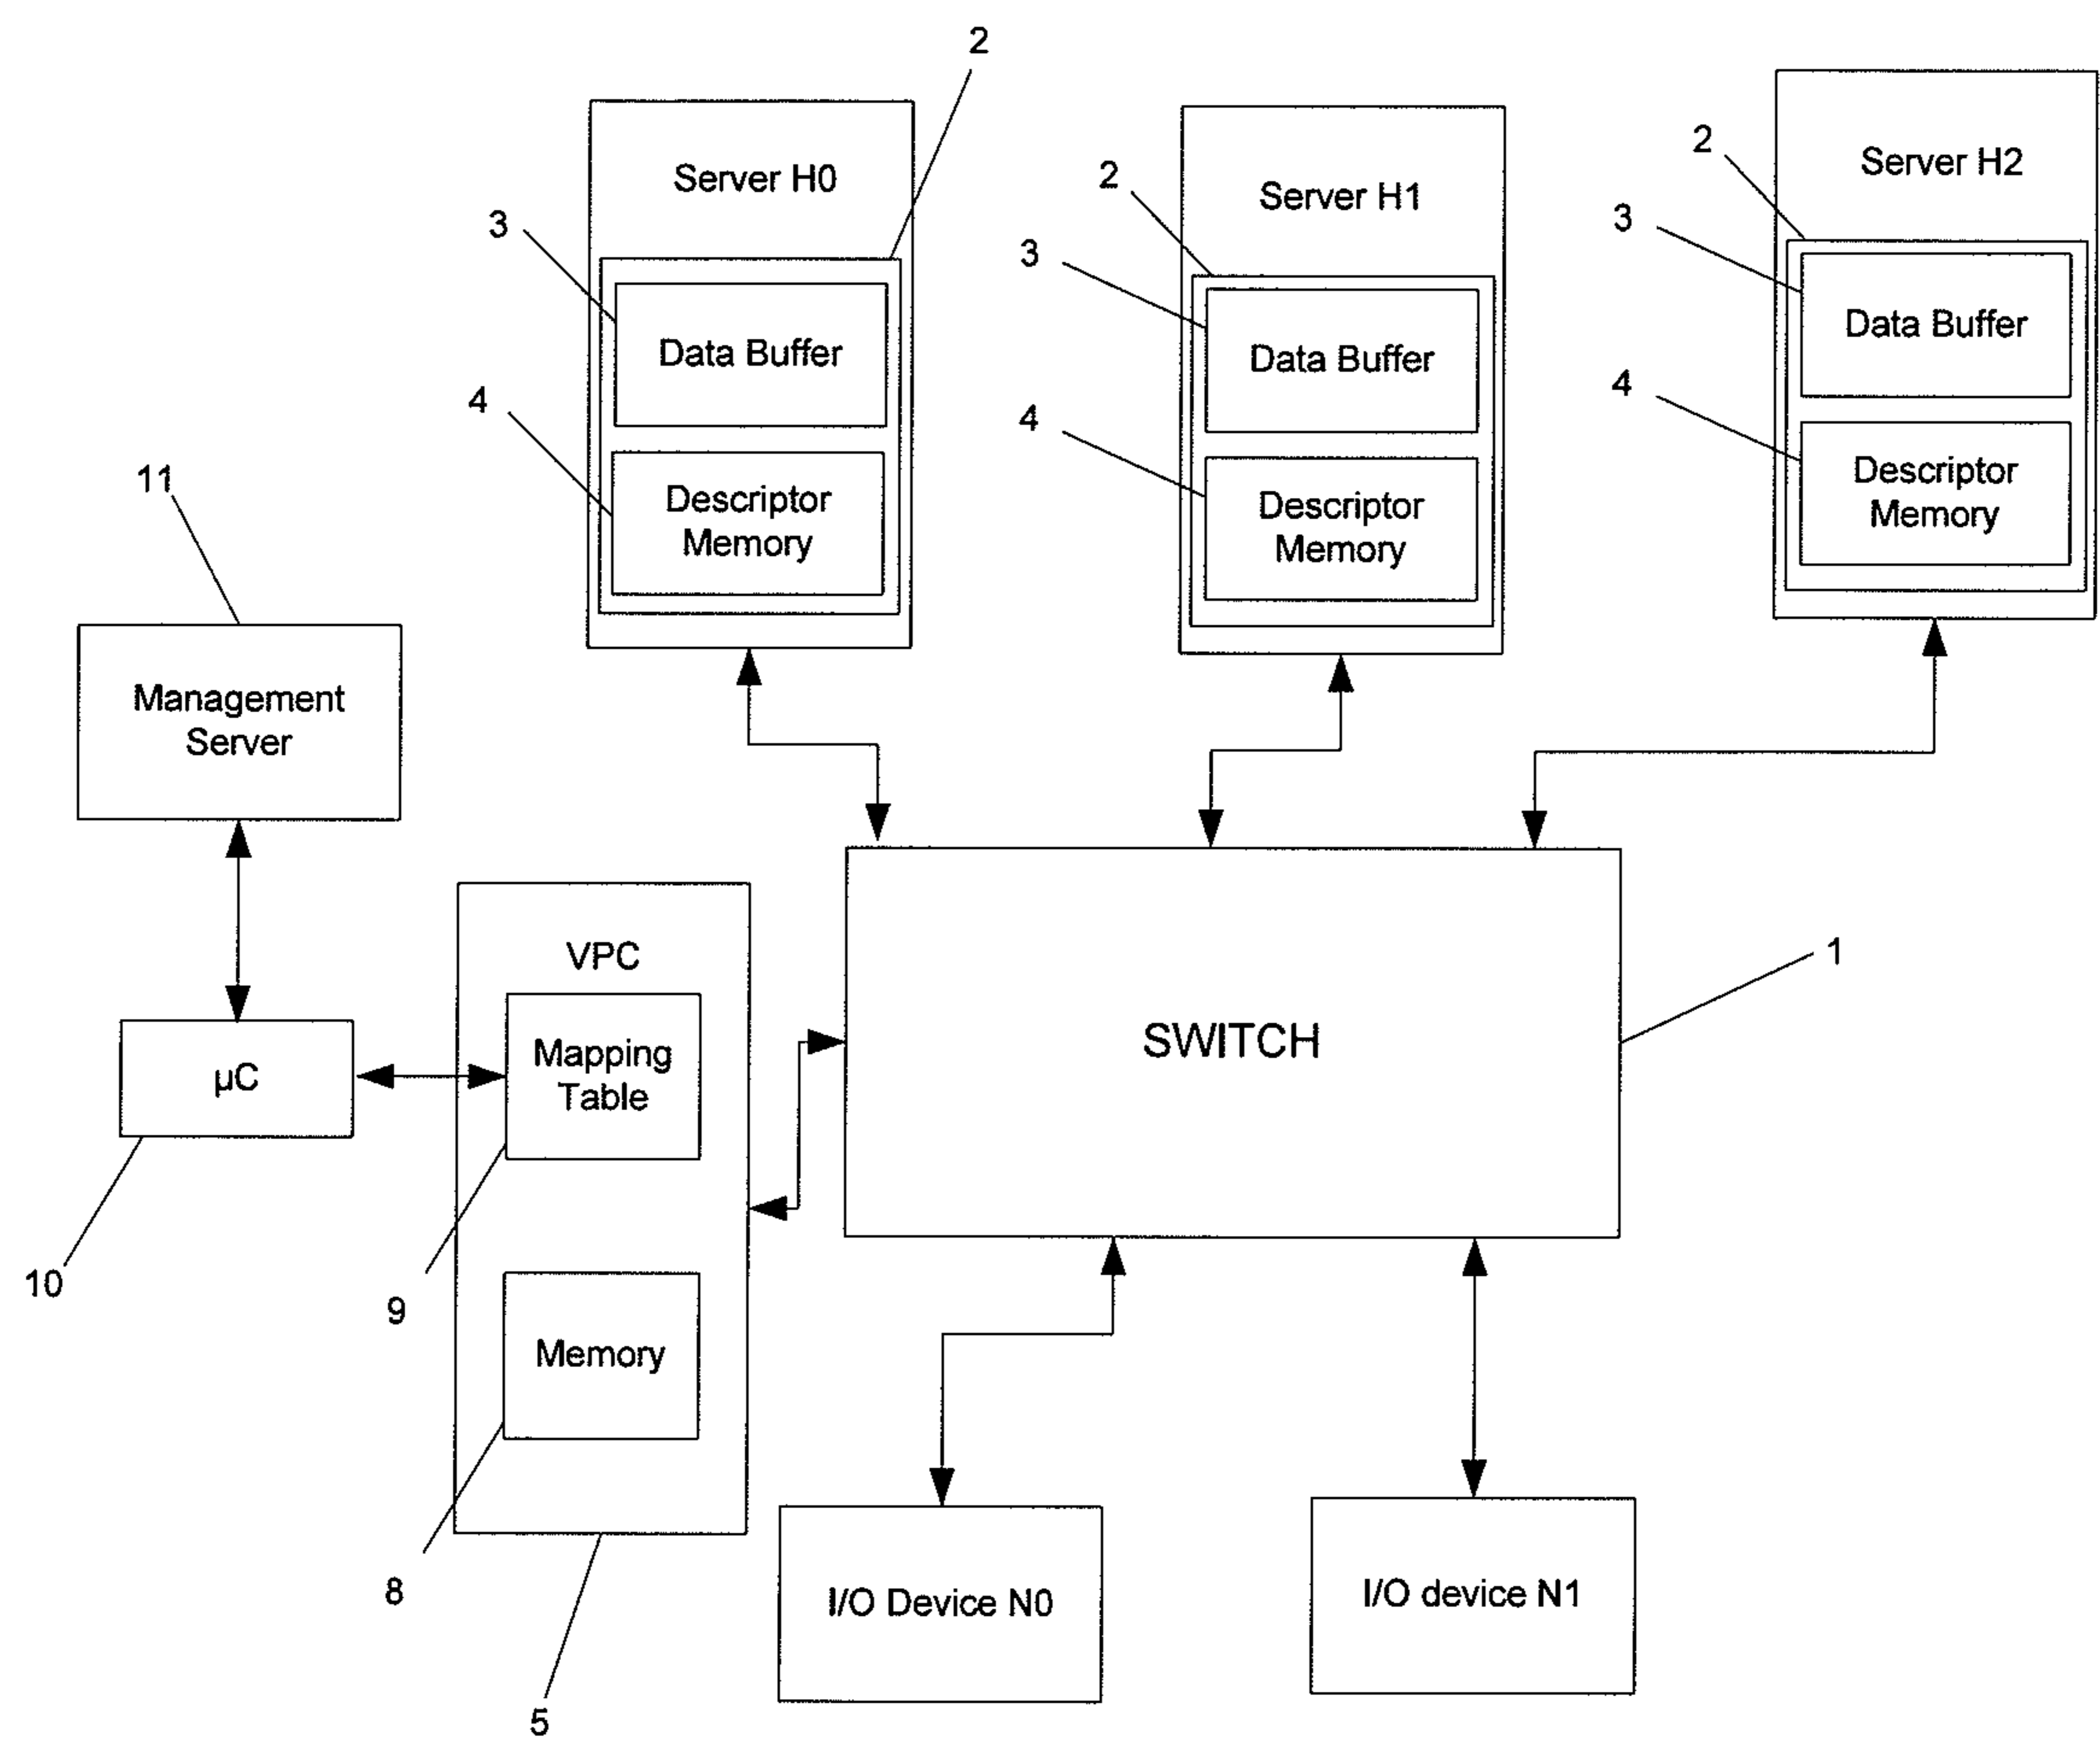 2
Server H0
3
Data Buffer
4
Descriptor
Memory
2
Server H1
3
Data Buffer
4
Descriptor
Memory
2
Server H2
3
Data Buffer
4
Descriptor
Memory
11
Management
Server
µC
10
VPC
Mapping
Table
9
Memory
8
5
SWITCH
1
I/O Device N0
I/O device N1